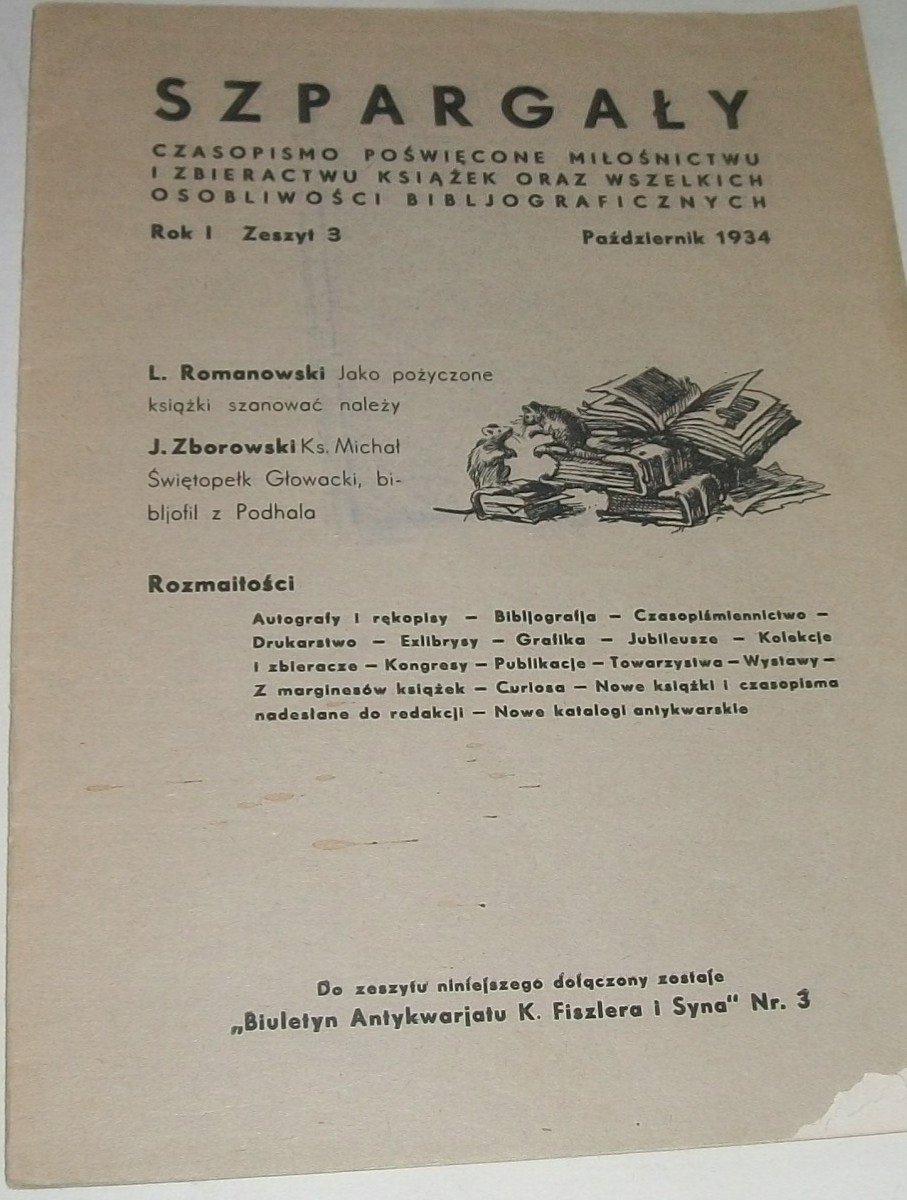 SZPARGAŁY
CZASOPISMO POŚWIĘCONE MIŁOŚNICTWU
I ZBIERACTWU KSIĄŻEK ORAZ WSZELKICH
OSOBLIWOŚCI BIBLJOGRAFICZNYCH
Rok I Zeszyt 3 Październik 1934
L. Romanowski Jako pożyczone
książki szanować należy
J. Zborowski Ks. Michał
Świętopełk Głowacki, bi-
bljofil z Podhala
Rozmaitości
Autografy i rękopisy — Bibljografja — Czasopiśmiennictwo —
Drukarstwo — Exlibrysy — Grafika — Jubileusze — Kolekcje
i zbieracze — Kongresy — Publikacje — Towarzystwa — Wystawy —
Z marginesów książek — Curiosa — Nowe książki i czasopisma
nadesłane do redakcji — Nowe katalogi antykwarskie
Do zeszytu niniejszego dołączony zostaje
„Biuletyn Antykwarjatu K. Fiszlera i Syna“ Nr. 3